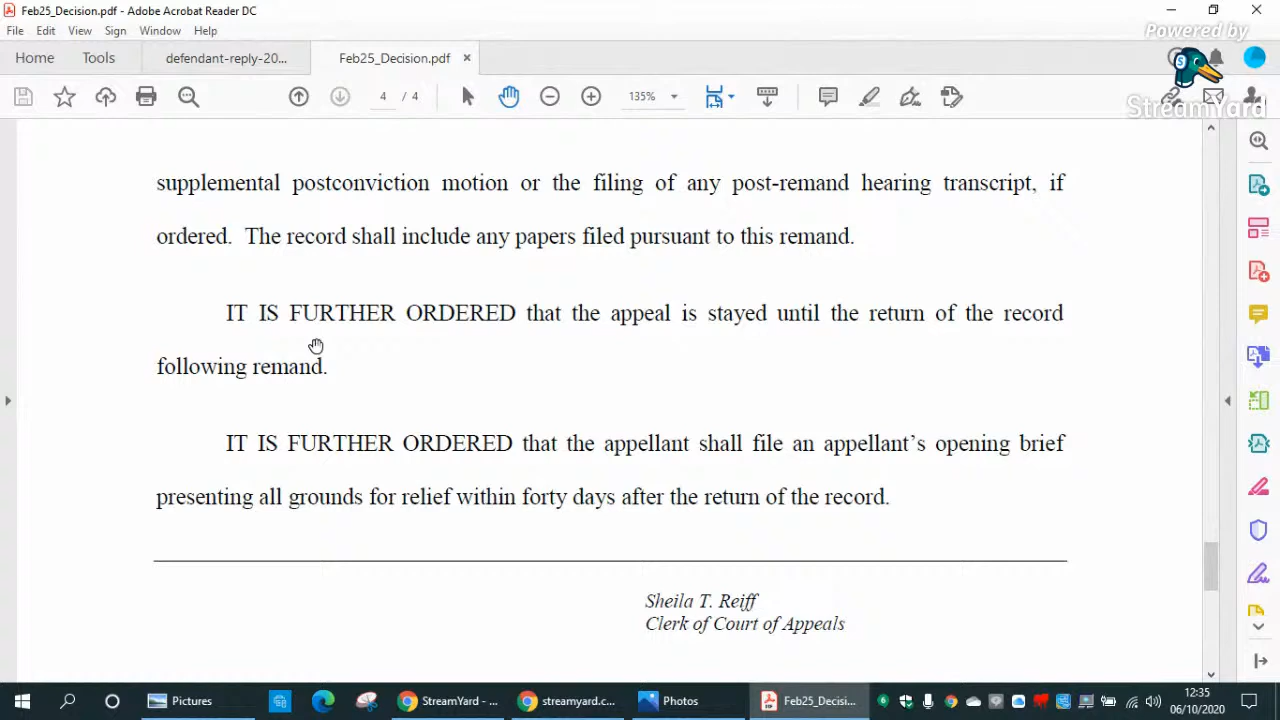 Feb25_Decision.pdf - Adobe Acrobat Reader DC
File Edit View Sign Window Help
Powered by
Home Tools defendant-reply-20... Feb25_Decision.pdf ×
S
StreamYard
4 / 4 135%
supplemental postconviction motion or the filing of any post-remand hearing transcript, if
ordered. The record shall include any papers filed pursuant to this remand.
IT IS FURTHER ORDERED that the appeal is stayed until the return of the record
following remand.
IT IS FURTHER ORDERED that the appellant shall file an appellant’s opening brief
presenting all grounds for relief within forty days after the return of the record.
Sheila T. Reiff
Clerk of Court of Appeals
Pictures StreamYard - ... streamyard.c... Photos Feb25_Decisi... 12:35
06/10/2020